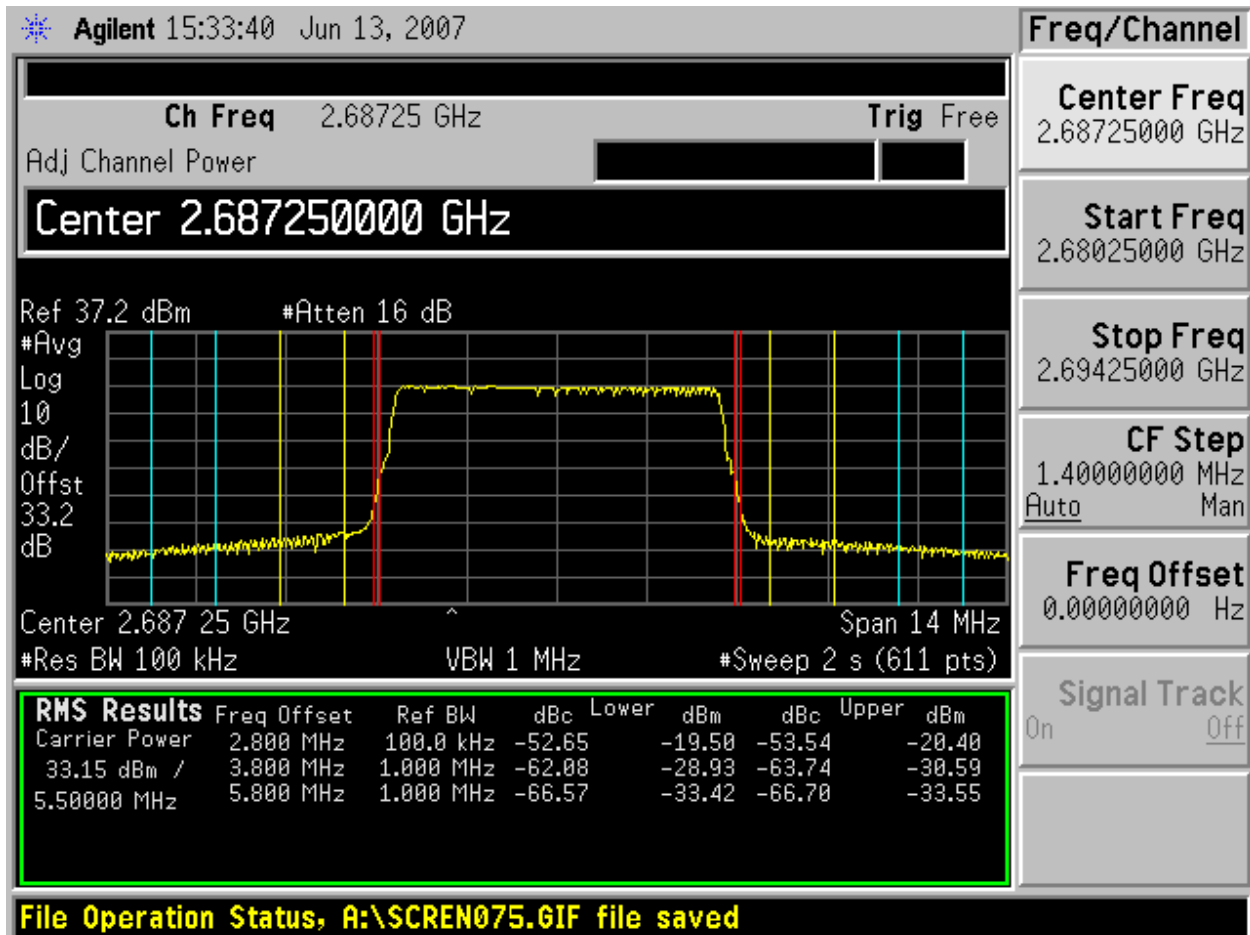 Agilent 15:33:40 Jun 13, 2007
Freq/Channel
Ch Freq 2.68725 GHz Trig Free
Adj Channel Power
Center 2.687250000 GHz
Ref 37.2 dBm #Atten 16 dB
#Avg
Log
10
dB/
Offst
33.2
dB
Center 2.687 25 GHz ^ Span 14 MHz
#Res BW 100 kHz VBW 1 MHz #Sweep 2 s (611 pts)
RMS Results Freq Offset Ref BW dBc Lower dBm dBc Upper dBm
Carrier Power 2.800 MHz 100.0 kHz -52.65 -19.50 -53.54 -20.40
33.15 dBm / 3.800 MHz 1.000 MHz -62.08 -28.93 -63.74 -30.59
5.50000 MHz 5.800 MHz 1.000 MHz -66.57 -33.42 -66.70 -33.55
Center Freq
2.68725000 GHz
Start Freq
2.68025000 GHz
Stop Freq
2.69425000 GHz
CF Step
1.40000000 MHz
Auto Man
Freq Offset
0.00000000 Hz
Signal Track
On Off
File Operation Status, A:\SCREN075.GIF file saved